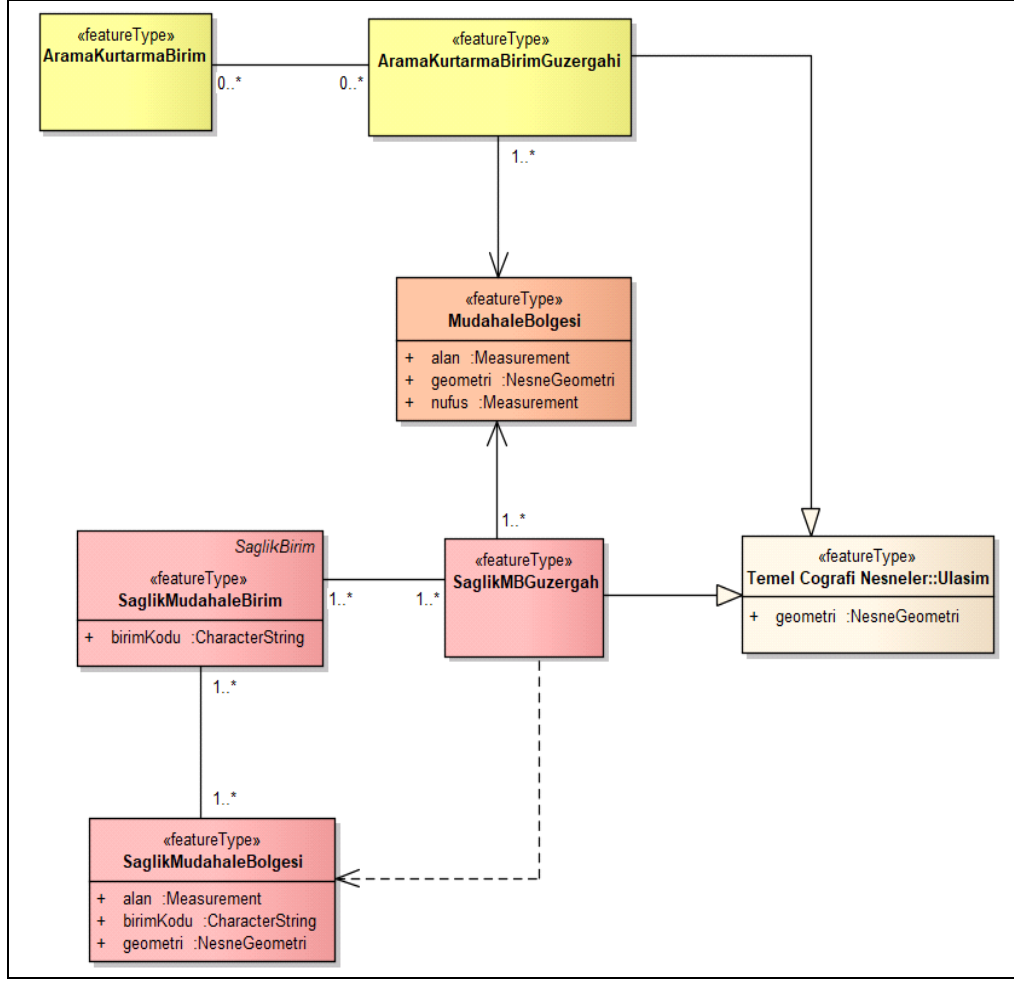 «featureType»
AramaKurtarmaBirim
0..*
0..*
«featureType»
AramaKurtarmaBirimGuzergahi
1..*
«featureType»
MudahaleBolgesi
+ alan :Measurement
+ geometri :NesneGeometri
+ nufus :Measurement
1..*
SaglikBirim
«featureType»
SaglikMudahaleBirim
+ birimKodu :CharacterString
1..*
1..*
«featureType»
SaglikMBGuzergah
«featureType»
Temel Cografi Nesneler::Ulasim
+ geometri :NesneGeometri
1..*
1..*
«featureType»
SaglikMudahaleBolgesi
+ alan :Measurement
+ birimKodu :CharacterString
+ geometri :NesneGeometri